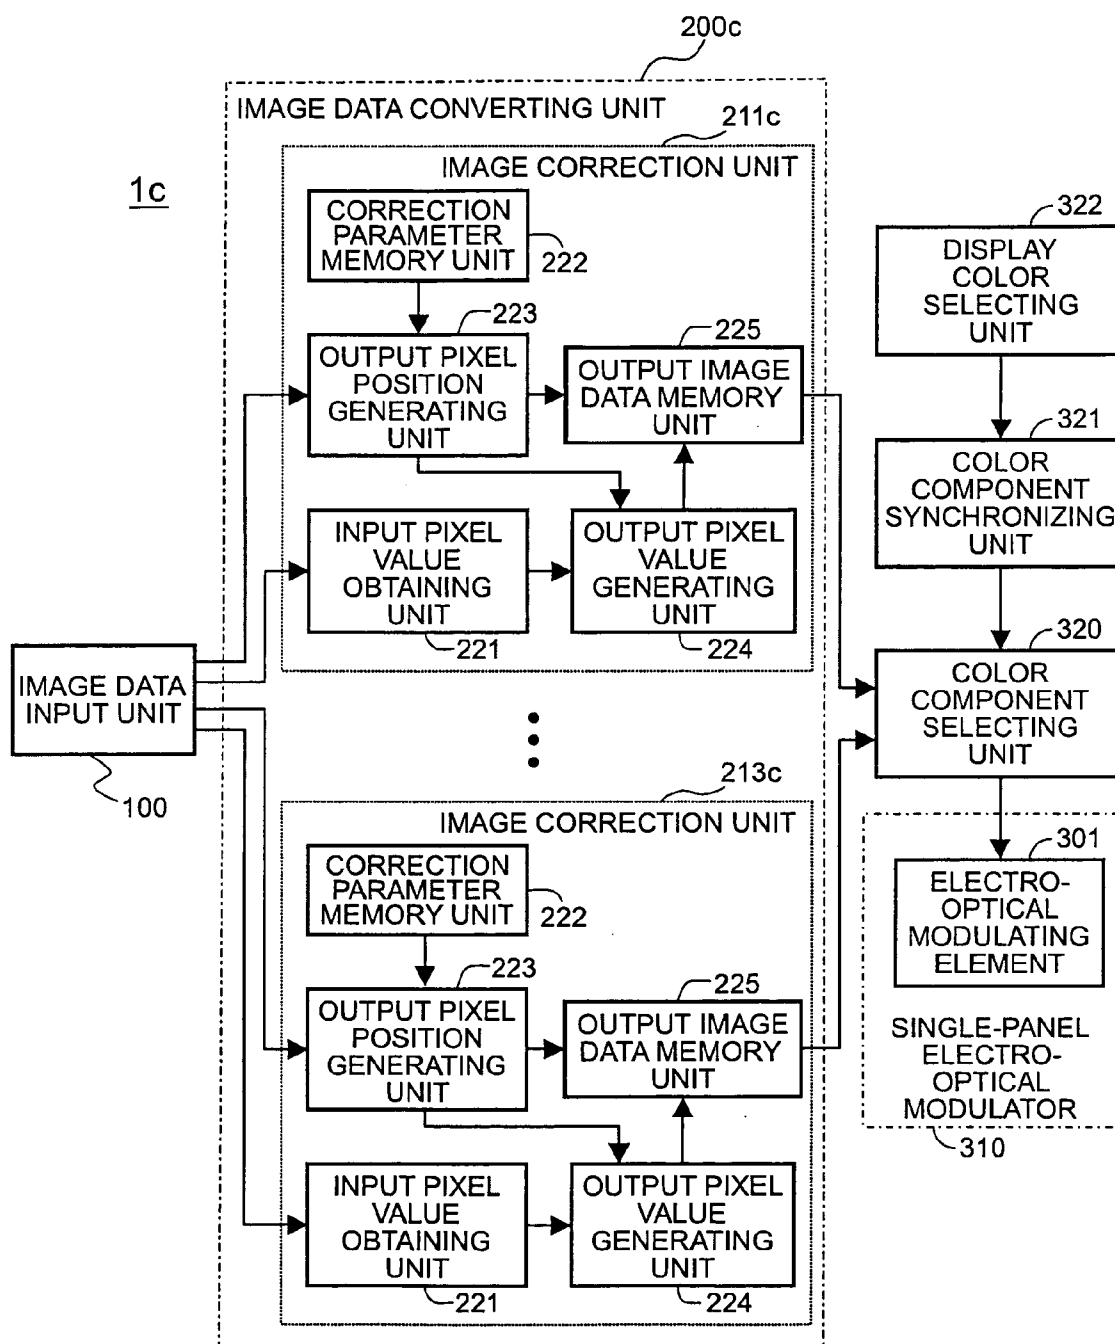 200c
IMAGE DATA CONVERTING UNIT
211c
IMAGE CORRECTION UNIT
1c
CORRECTION
PARAMETER
MEMORY UNIT
222
322
DISPLAY
COLOR
SELECTING
UNIT
223
OUTPUT PIXEL
POSITION
GENERATING
UNIT
225
OUTPUT IMAGE
DATA MEMORY
UNIT
321
COLOR
COMPONENT
SYNCHRONIZING
UNIT
INPUT PIXEL
VALUE
OBTAINING
UNIT
221
OUTPUT PIXEL
VALUE
GENERATING
UNIT
224
320
COLOR
COMPONENT
SELECTING
UNIT
IMAGE DATA
INPUT UNIT
100
213c
IMAGE CORRECTION UNIT
CORRECTION
PARAMETER
MEMORY UNIT
222
301
ELECTRO-
OPTICAL
MODULATING
ELEMENT
223
OUTPUT PIXEL
POSITION
GENERATING
UNIT
225
OUTPUT IMAGE
DATA MEMORY
UNIT
SINGLE-PANEL
ELECTRO-
OPTICAL
MODULATOR
310
INPUT PIXEL
VALUE
OBTAINING
UNIT
221
OUTPUT PIXEL
VALUE
GENERATING
UNIT
224